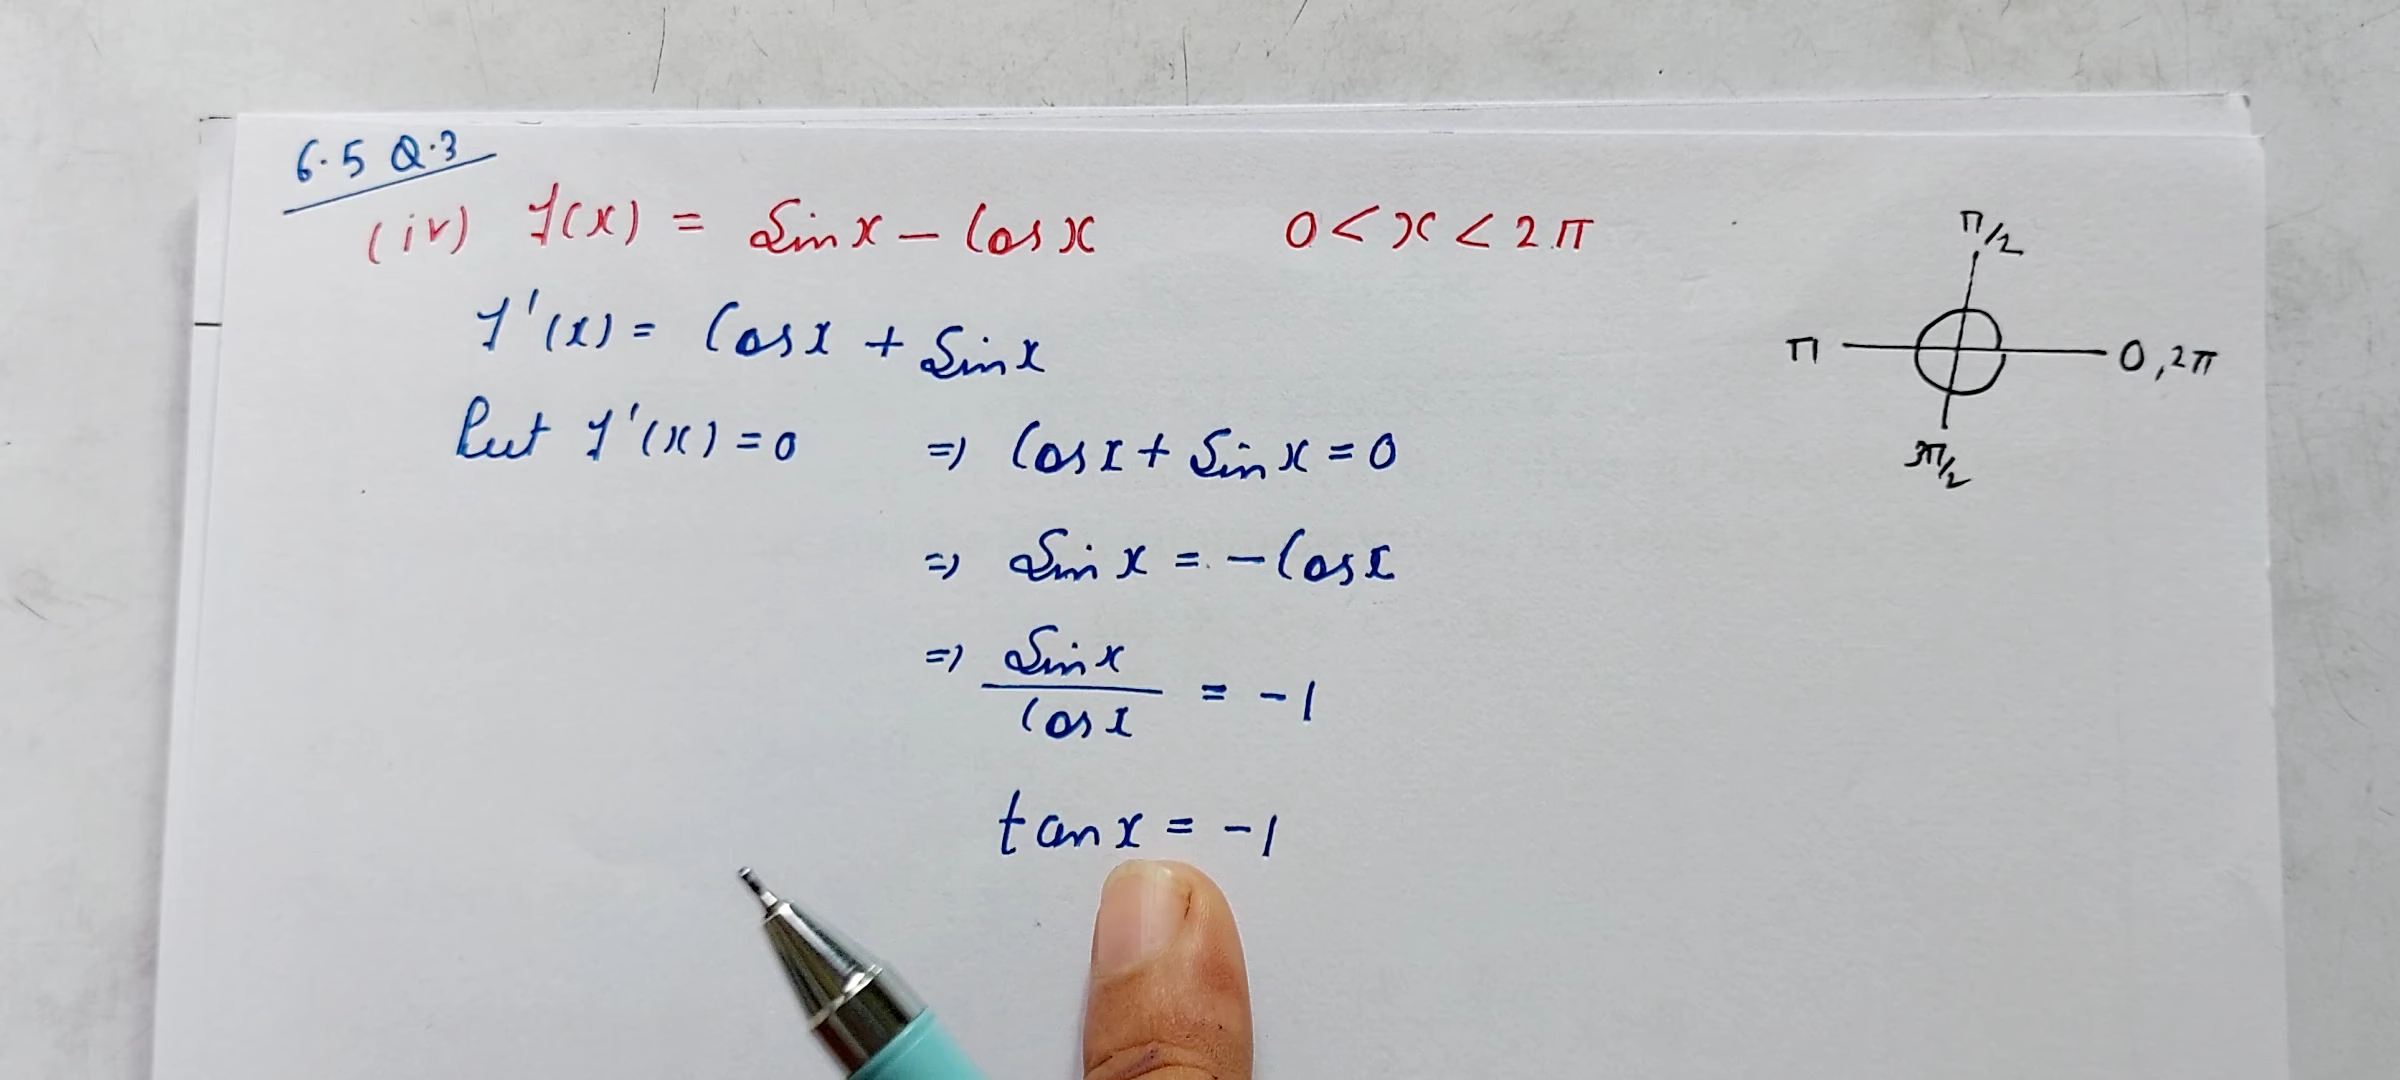 6.5 Q.3
(iv) f(x) = Sin x - Cos x 0 < x < 2π
f'(x) = Cos x + Sin x
Put f'(x) = 0 => Cos x + Sin x = 0
=> Sin x = - Cos x
=> Sin x / Cos x = -1
tan x = -1
π/2
π 0, 2π
3π/2